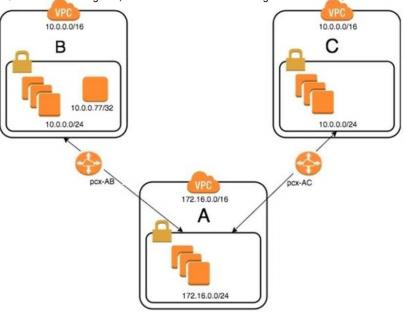 VPC
10.0.0.0/16
B
10.0.0.77/32
10.0.0.0/24
VPC
10.0.0.0/16
C
10.0.0.0/24
pcx-AB
pcx-AC
VPC
172.16.0.0/16
A
172.16.0.0/24